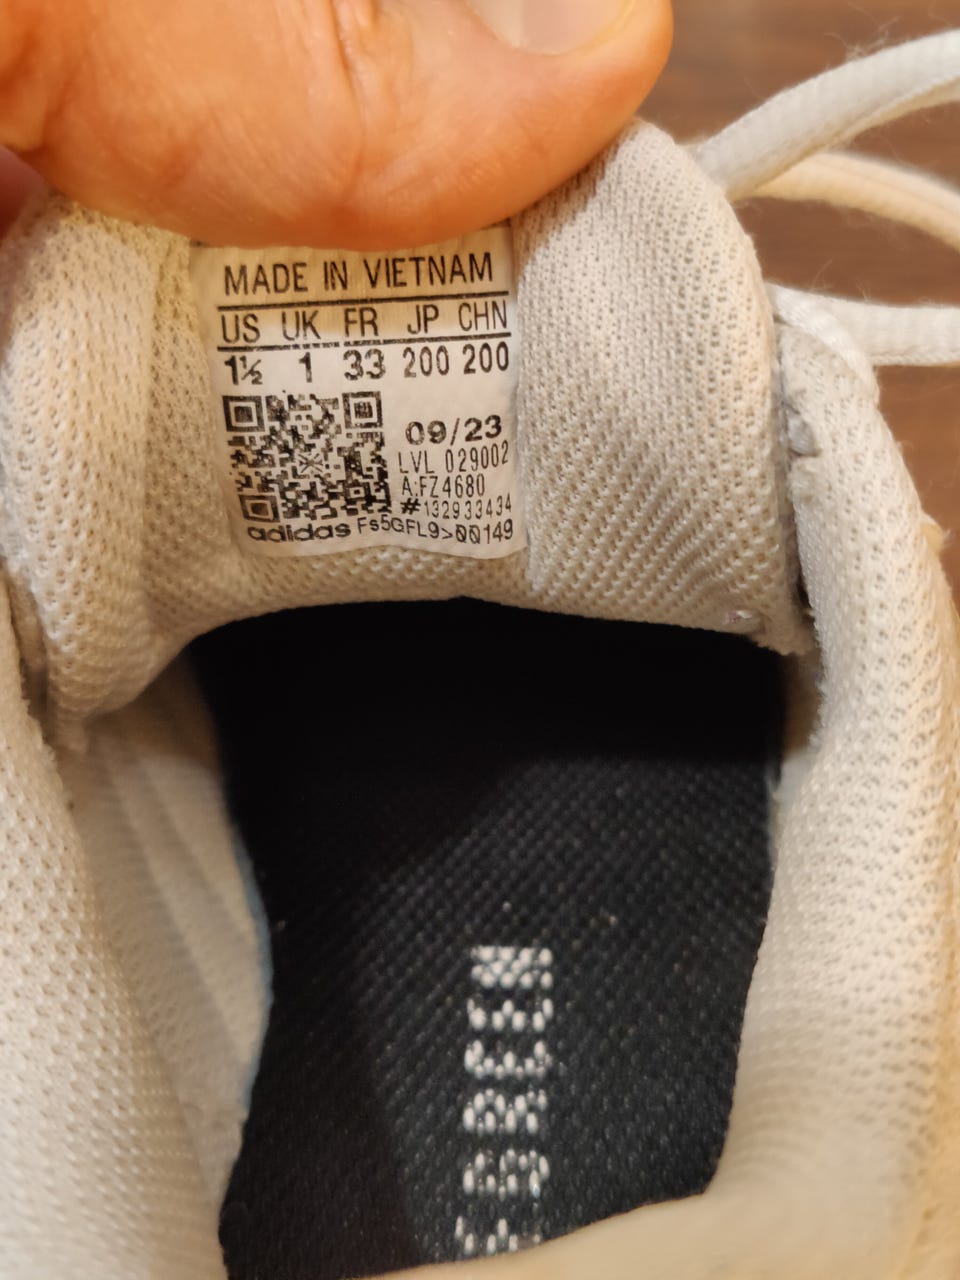 MADE IN VIETNAM
US UK FR JP CHN
1½ 1 33 200 200
09/23
LVL 029002
A:FZ4680
#132933434
adidas Fs5GFL9>00149